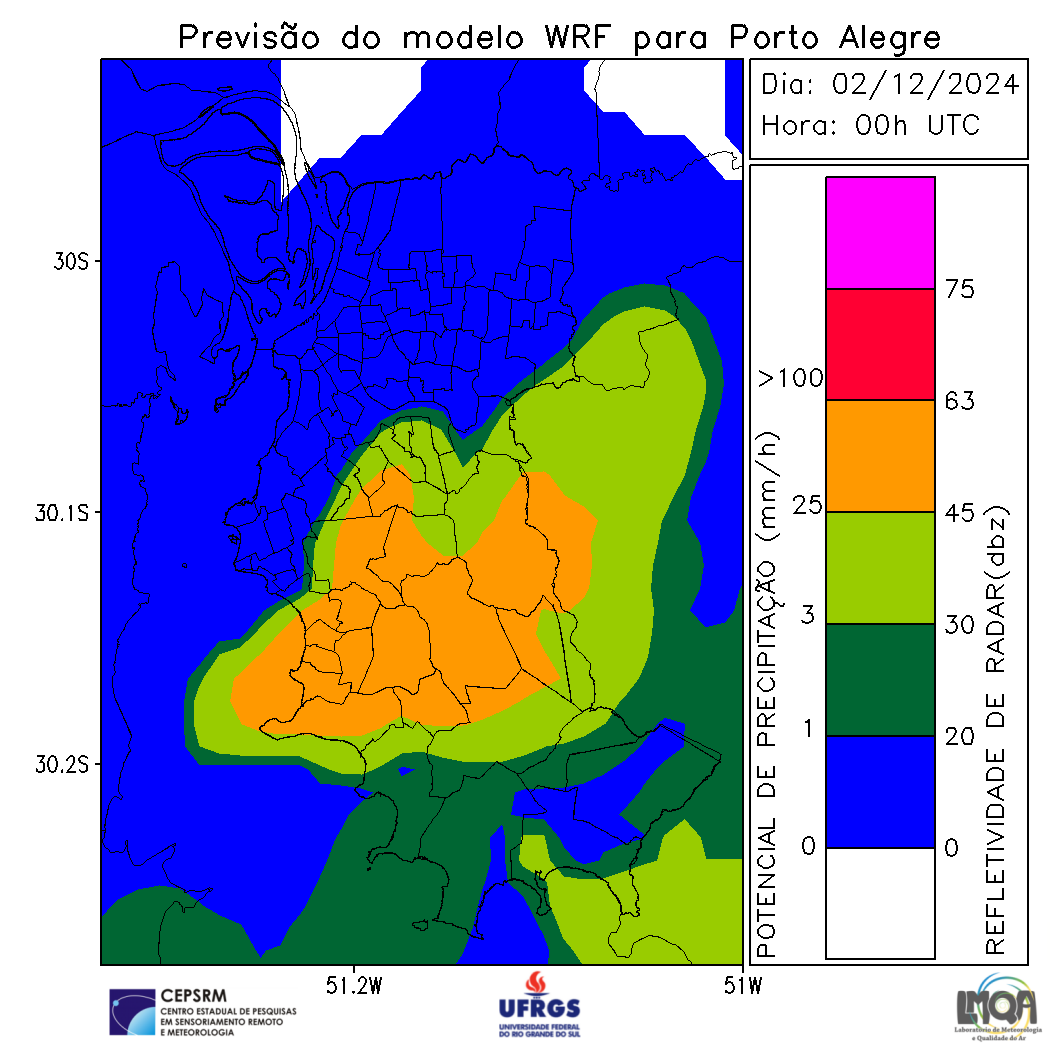 Previsão do modelo WRF para Porto Alegre
Dia: 02/12/2024
Hora: 00h UTC
30S
30.1S
30.2S
51.2W
51W
POTENCIAL DE PRECIPITAÇÃO (mm/h)
>100
25
3
1
0
75
63
45
30
20
0
REFLETIVIDADE DE RADAR(dbz)
CEPSRM
CENTRO ESTADUAL DE PESQUISAS
EM SENSORIAMENTO REMOTO
E METEOROLOGIA
UFRGS
UNIVERSIDADE FEDERAL
DO RIO GRANDE DO SUL
LMQA
Laboratório de Meteorologia
e Qualidade do Ar